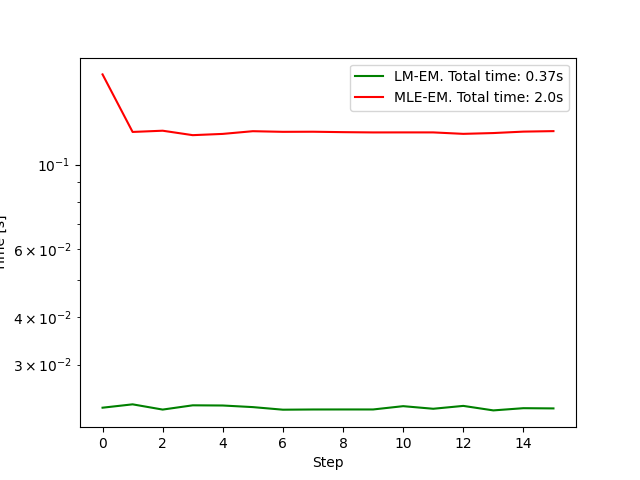 LM-EM. Total time: 0.37s
MLE-EM. Total time: 2.0s
10⁻¹
6 × 10⁻²
4 × 10⁻²
3 × 10⁻²
[s]
0 2 4 6 8 10 12 14
Step